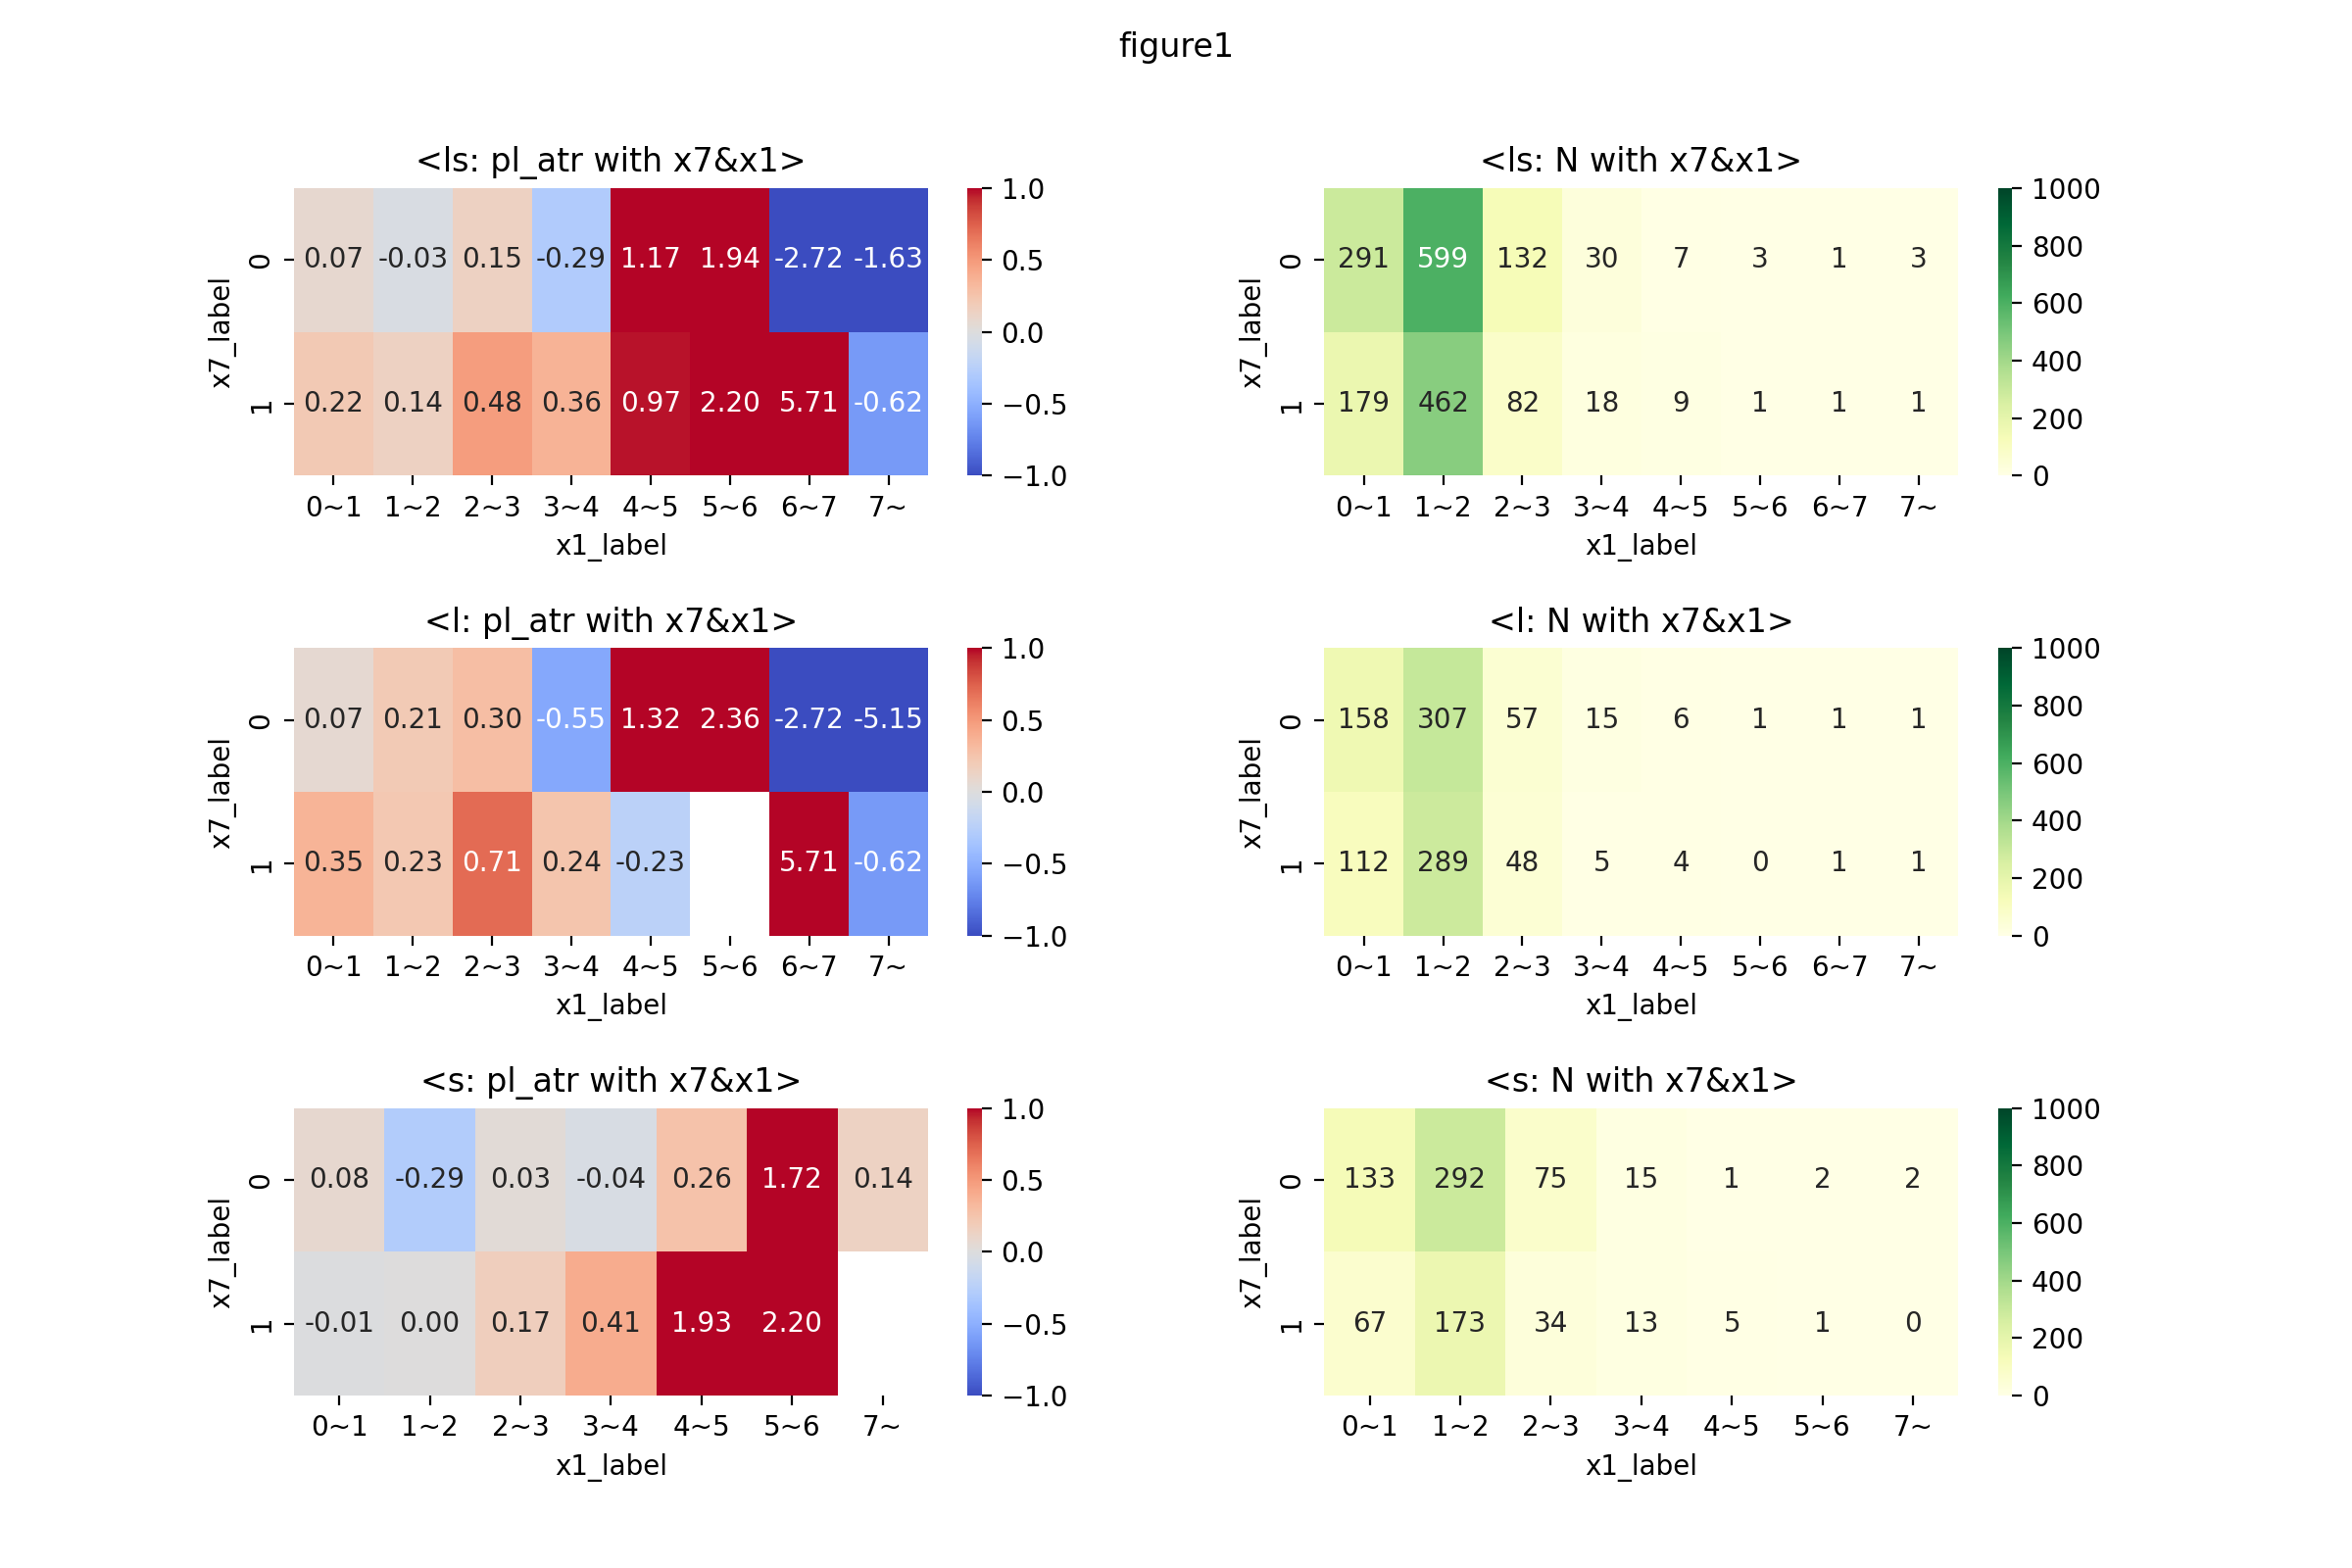 figure1
<ls: pl_atr with x7&x1>
x7_label
0 0.07 -0.03 0.15 -0.29 1.17 1.94 -2.72 -1.63
1 0.22 0.14 0.48 0.36 0.97 2.20 5.71 -0.62
0~1 1~2 2~3 3~4 4~5 5~6 6~7 7~
x1_label
1.0
0.5
0.0
−0.5
−1.0
<ls: N with x7&x1>
x7_label
0 291 599 132 30 7 3 1 3
1 179 462 82 18 9 1 1 1
0~1 1~2 2~3 3~4 4~5 5~6 6~7 7~
x1_label
1000
800
600
400
200
0
<l: pl_atr with x7&x1>
x7_label
0 0.07 0.21 0.30 -0.55 1.32 2.36 -2.72 -5.15
1 0.35 0.23 0.71 0.24 -0.23 5.71 -0.62
0~1 1~2 2~3 3~4 4~5 5~6 6~7 7~
x1_label
1.0
0.5
0.0
−0.5
−1.0
<l: N with x7&x1>
x7_label
0 158 307 57 15 6 1 1 1
1 112 289 48 5 4 0 1 1
0~1 1~2 2~3 3~4 4~5 5~6 6~7 7~
x1_label
1000
800
600
400
200
0
<s: pl_atr with x7&x1>
x7_label
0 0.08 -0.29 0.03 -0.04 0.26 1.72 0.14
1 -0.01 0.00 0.17 0.41 1.93 2.20
0~1 1~2 2~3 3~4 4~5 5~6 7~
x1_label
1.0
0.5
0.0
−0.5
−1.0
<s: N with x7&x1>
x7_label
0 133 292 75 15 1 2 2
1 67 173 34 13 5 1 0
0~1 1~2 2~3 3~4 4~5 5~6 7~
x1_label
1000
800
600
400
200
0